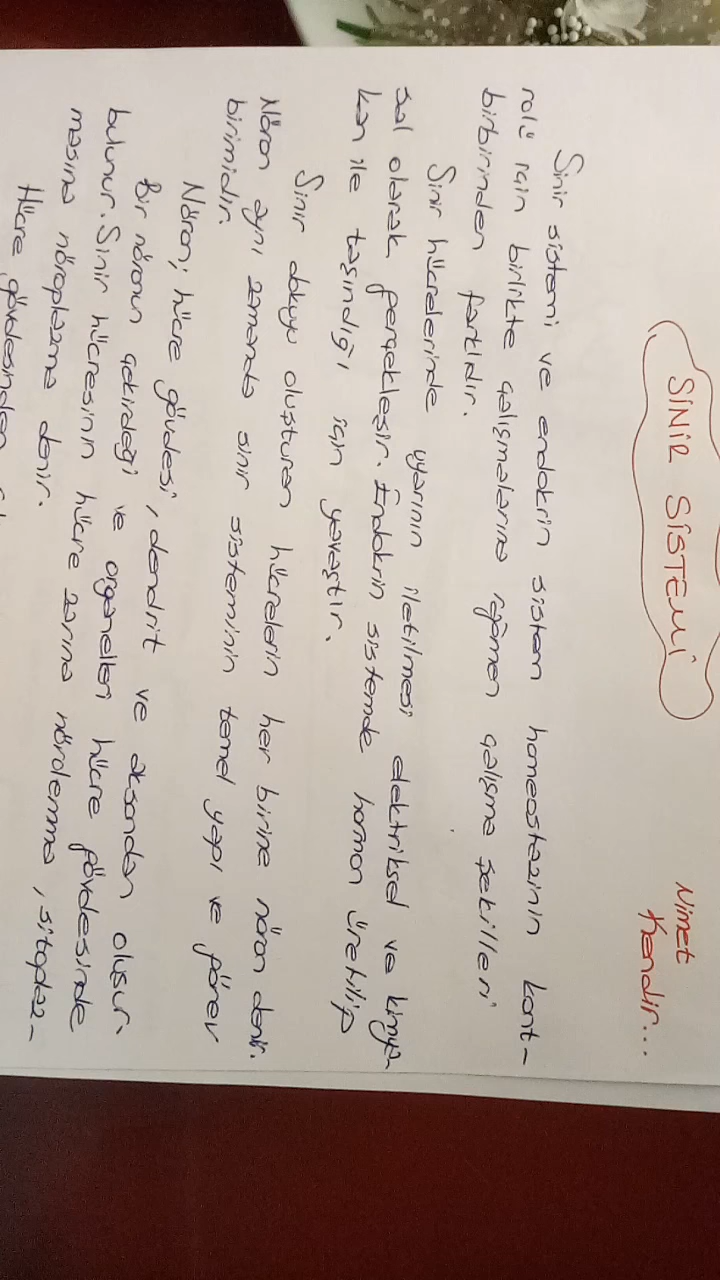 SİNİR SİSTEMİ
Nimet
Kandır...
Sinir sistemi ve endokrin sistem homeostazinin kont-
rolü için birlikte çalışmalarına rağmen çalışma şekilleri
birbirinden farklıdır.
Sinir hücrelerinde uyarının iletilmesi elektriksel ve kimya-
sal olarak gerçekleşir. Endokrin sistemde hormon üretilip
kan ile taşındığı için yavaştır.
Sinir dokuyu oluşturan hücrelerin her birine nöron denir.
Nöron aynı zamanda sinir sisteminin temel yapı ve görev
birimidir.
Nöron; hücre gövdesi, dendrit ve aksondan oluşur.
Bir nöronun çekirdeği ve organelleri hücre gövdesinde
bulunur. Sinir hücresinin hücre zarına nörolemma, sitoplaz-
masına nöroplazma denir.
Hücre gövdesinden